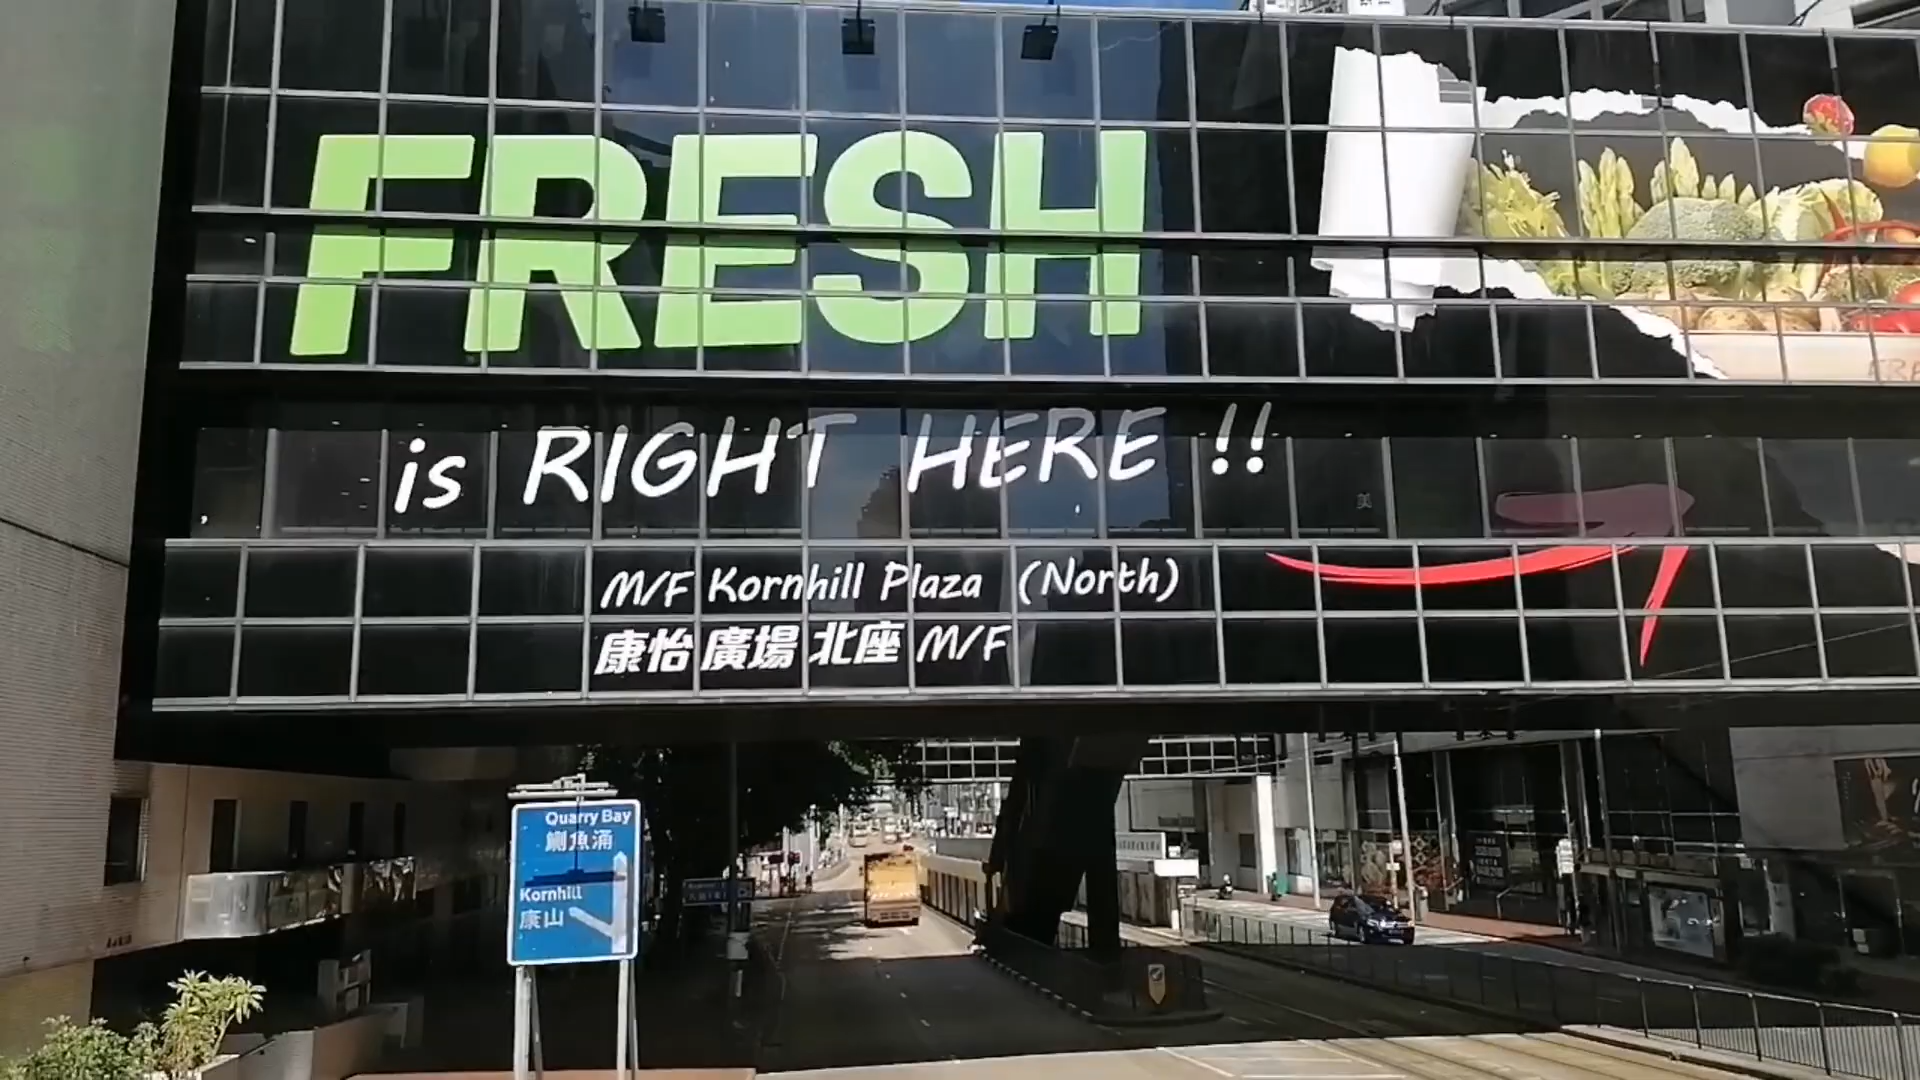 FRESH
is RIGHT HERE !!
M/F Kornhill Plaza (North)
康怡廣場北座 M/F
Quarry Bay
鰂魚涌
Kornhill
康山